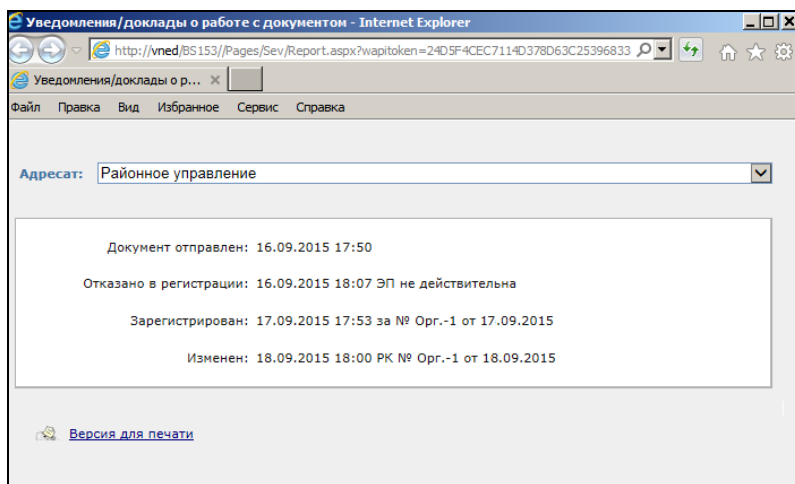 Уведомления/доклады о работе с документом - Internet Explorer
http://vned/BS153//Pages/Sev/Report.aspx?wapitoken=24D5F4CEC7114D378D63C25396833
Уведомления/доклады о р...
Файл Правка Вид Избранное Сервис Справка
Адресат: Районное управление
Документ отправлен: 16.09.2015 17:50
Отказано в регистрации: 16.09.2015 18:07 ЭП не действительна
Зарегистрирован: 17.09.2015 17:53 за № Орг.-1 от 17.09.2015
Изменен: 18.09.2015 18:00 РК № Орг.-1 от 18.09.2015
Версия для печати